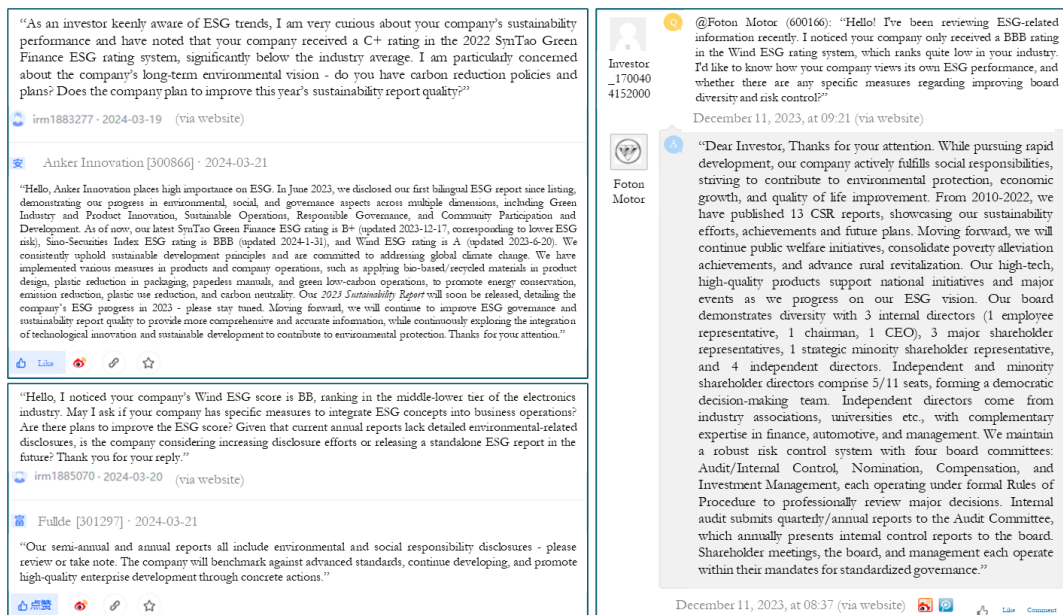 “As an investor keenly aware of ESG trends, I am very curious about your company’s sustainability
performance and have noted that your company received a C+ rating in the 2022 SynTao Green
Finance ESG rating system, significantly below the industry average. I am particularly concerned
about the company’s long-term environmental vision - do you have carbon reduction policies and
plans? Does the company plan to improve this year’s sustainability report quality?”
irm1883277 · 2024-03-19 (via website)
安 Anker Innovation [300866] · 2024-03-21
“Hello, Anker Innovation places high importance on ESG. In June 2023, we disclosed our first bilingual ESG report since listing,
demonstrating our progress in environmental, social, and governance aspects across multiple dimensions, including Green
Industry and Product Innovation, Sustainable Operations, Responsible Governance, and Community Participation and
Development. As of now, our latest SynTao Green Finance ESG rating is B+ (updated 2023-12-17, corresponding to lower ESG
risk), Sino-Securities Index ESG rating is BBB (updated 2024-1-31), and Wind ESG rating is A (updated 2023-6-20). We
consistently uphold sustainable development principles and are committed to addressing global climate change. We have
implemented various measures in products and company operations, such as applying bio-based/recycled materials in product
design, plastic reduction in packaging, paperless manuals, and green low-carbon operations, to promote energy conservation,
emission reduction, plastic use reduction, and carbon neutrality. Our 2023 Sustainability Report will soon be released, detailing the
company’s ESG progress in 2023 - please stay tuned. Moving forward, we will continue to improve ESG governance and
sustainability report quality to provide more comprehensive and accurate information, while continuously exploring the integration
of technological innovation and sustainable development to contribute to environmental protection. Thanks for your attention.”
Like
“Hello, I noticed your company’s Wind ESG score is BB, ranking in the middle-lower tier of the electronics
industry. May I ask if your company has specific measures to integrate ESG concepts into business operations?
Are there plans to improve the ESG score? Given that current annual reports lack detailed environmental-related
disclosures, is the company considering increasing disclosure efforts or releasing a standalone ESG report in the
future? Thank you for your reply.”
irm1885070 · 2024-03-20 (via website)
富 Fullde [301297] · 2024-03-21
“Our semi-annual and annual reports all include environmental and social responsibility disclosures - please
review or take note. The company will benchmark against advanced standards, continue developing, and promote
high-quality enterprise development through concrete actions.”
点赞
Investor
_170040
4152000
Q
@Foton Motor (600166): “Hello! I’ve been reviewing ESG-related
information recently. I noticed your company only received a BBB rating
in the Wind ESG rating system, which ranks quite low in your industry.
I’d like to know how your company views its own ESG performance, and
whether there are any specific measures regarding improving board
diversity and risk control?”
December 11, 2023, at 09:21 (via website)
Foton
Motor
A
“Dear Investor, Thanks for your attention. While pursuing rapid
development, our company actively fulfills social responsibilities,
striving to contribute to environmental protection, economic
growth, and quality of life improvement. From 2010-2022, we
have published 13 CSR reports, showcasing our sustainability
efforts, achievements and future plans. Moving forward, we will
continue public welfare initiatives, consolidate poverty alleviation
achievements, and advance rural revitalization. Our high-tech,
high-quality products support national initiatives and major
events as we progress on our ESG vision. Our board
demonstrates diversity with 3 internal directors (1 employee
representative, 1 chairman, 1 CEO), 3 major shareholder
representatives, 1 strategic minority shareholder representative,
and 4 independent directors. Independent and minority
shareholder directors comprise 5/11 seats, forming a democratic
decision-making team. Independent directors come from
industry associations, universities etc., with complementary
expertise in finance, automotive, and management. We maintain
a robust risk control system with four board committees:
Audit/Internal Control, Nomination, Compensation, and
Investment Management, each operating under formal Rules of
Procedure to professionally review major decisions. Internal
audit submits quarterly/annual reports to the Audit Committee,
which annually presents internal control reports to the board.
Shareholder meetings, the board, and management each operate
within their mandates for standardized governance.”
December 11, 2023, at 08:37 (via website)
Like Comment